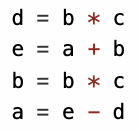 d = b * c
e = a + b
b = b * c
a = e - d